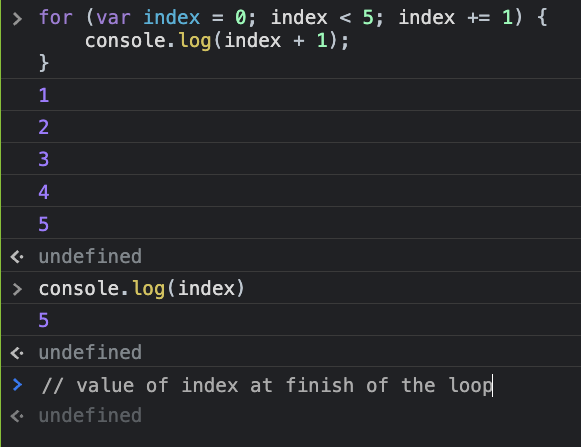 > for (var index = 0; index < 5; index += 1) {
    console.log(index + 1);
}
1
2
3
4
5
<· undefined
> console.log(index)
5
<· undefined
> // value of index at finish of the loop
<· undefined